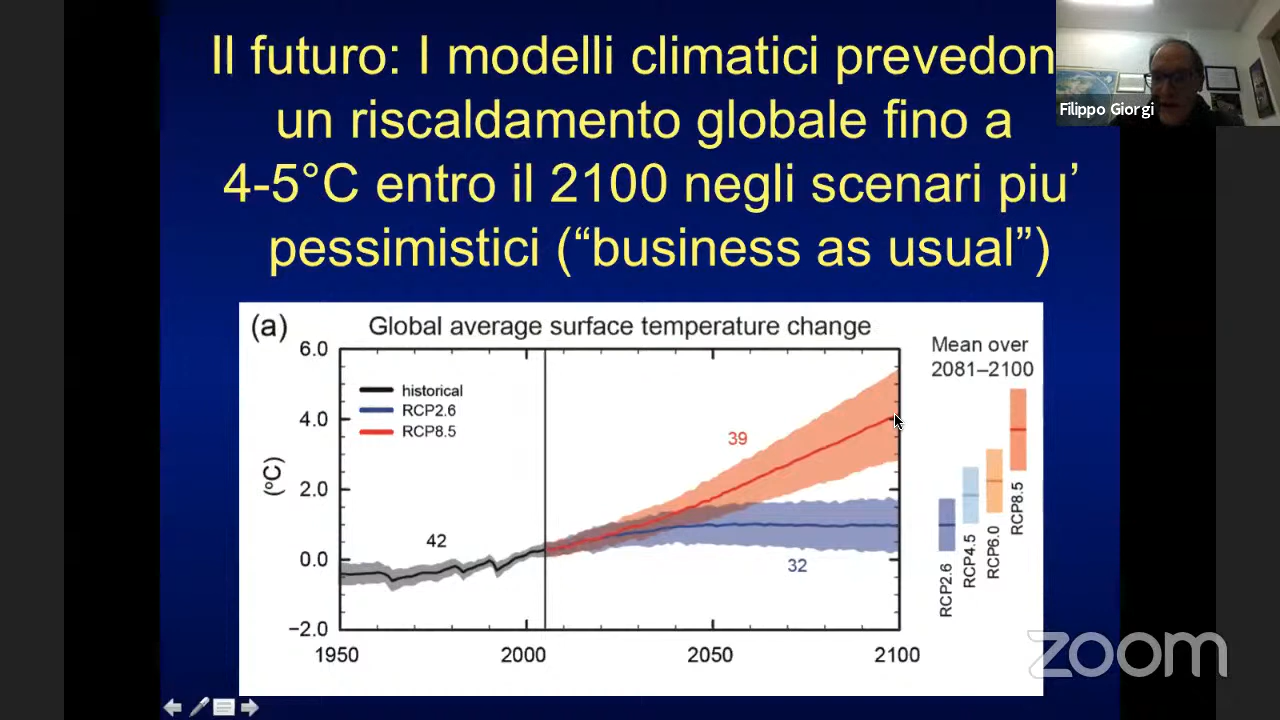 Il futuro: I modelli climatici prevedon
un riscaldamento globale fino a
4-5°C entro il 2100 negli scenari piu’
pessimistici (“business as usual”)
Filippo Giorgi
(a)
Global average surface temperature change
6.0
4.0
2.0
0.0
−2.0
(ºC)
historical
RCP2.6
RCP8.5
42
39
32
1950
2000
2050
2100
Mean over
2081–2100
RCP2.6
RCP4.5
RCP6.0
RCP8.5
zoom